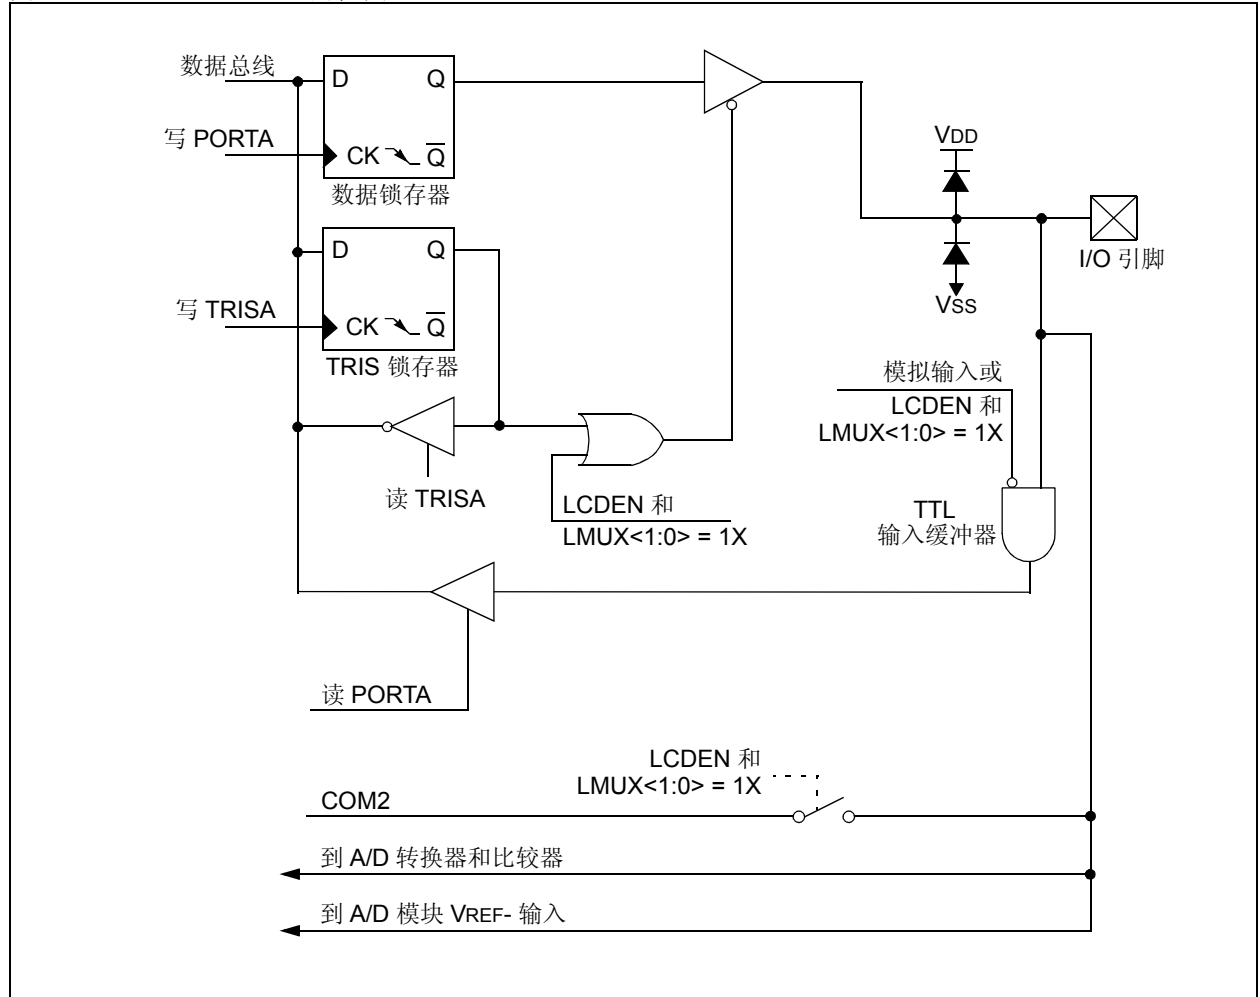 数据总线
D Q
写 PORTA
CK Q
数据锁存器
VDD
I/O 引脚
VSS
D Q
写 TRISA
CK Q
TRIS 锁存器
模拟输入或
LCDEN 和
LMUX<1:0> = 1X
读 TRISA
LCDEN 和
LMUX<1:0> = 1X
TTL
输入缓冲器
读 PORTA
LCDEN 和
LMUX<1:0> = 1X
COM2
到 A/D 转换器和比较器
到 A/D 模块 VREF- 输入